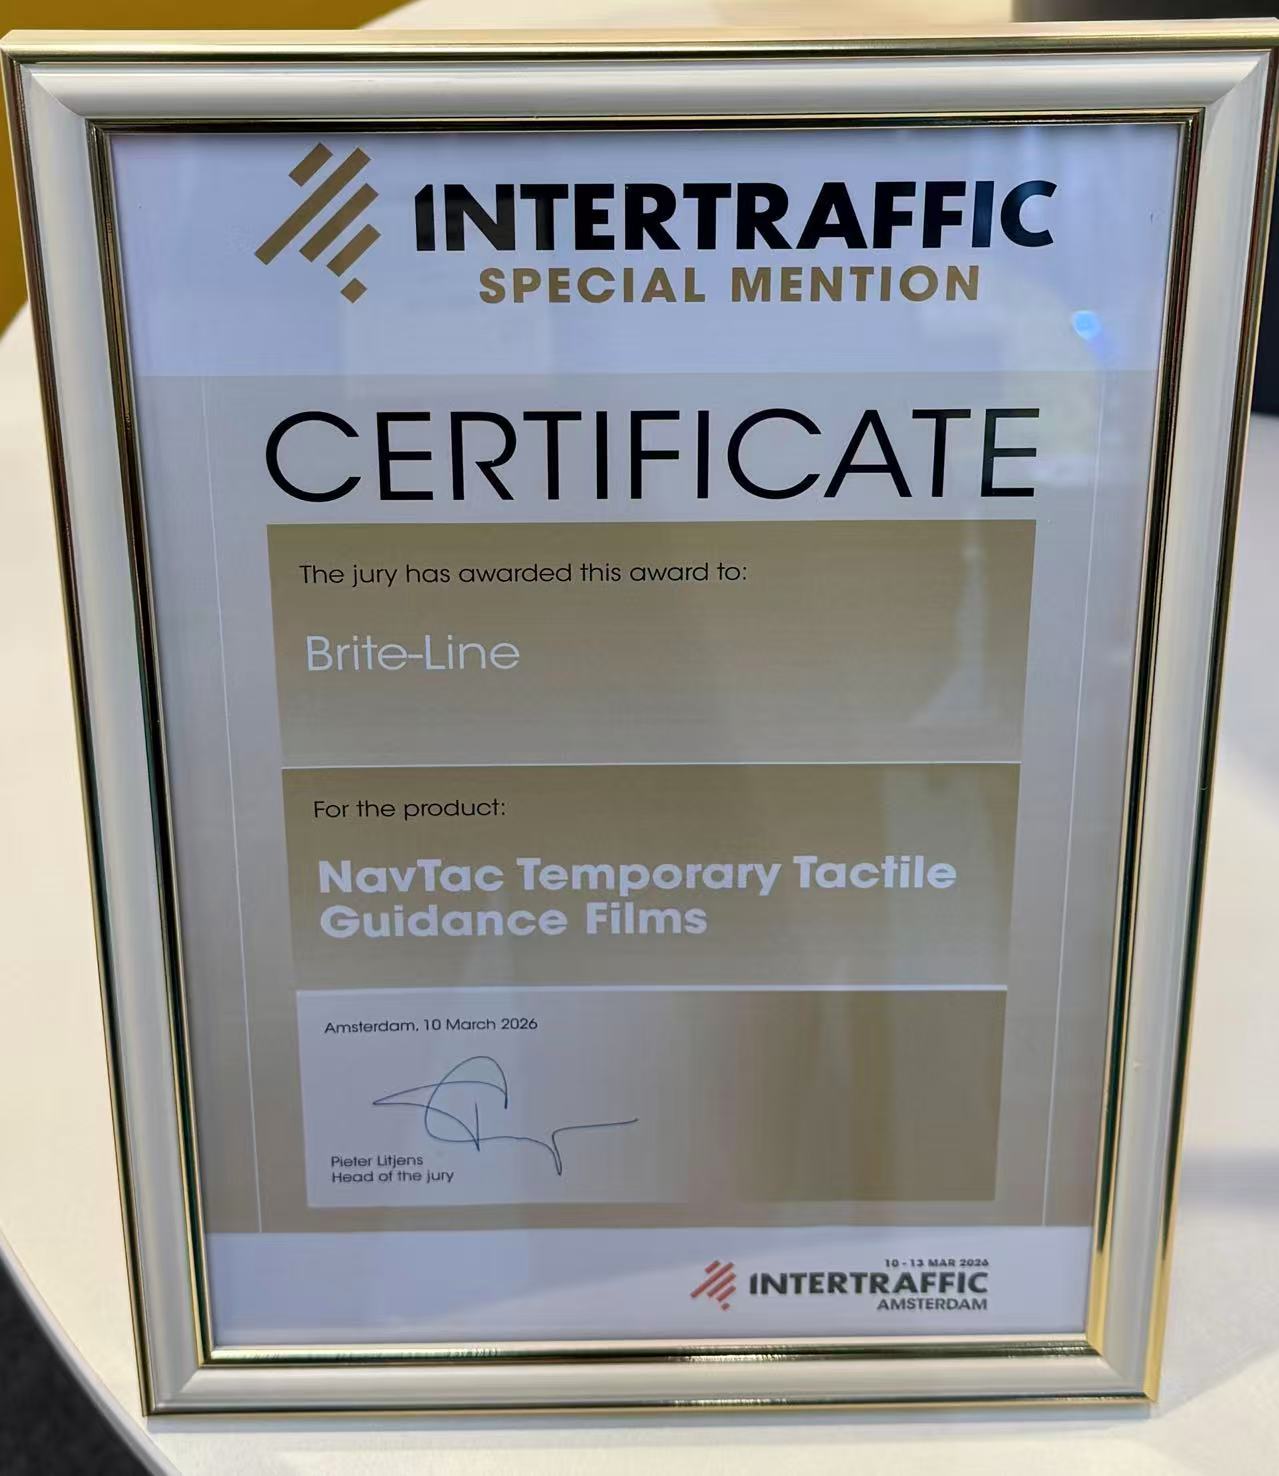 INTERTRAFFIC
SPECIAL MENTION
CERTIFICATE
The jury has awarded this award to:
Brite-Line
For the product:
NavTac Temporary Tactile
Guidance Films
Amsterdam, 10 March 2026
Pieter Litjens
Head of the jury
10 - 13 MAR 2026
INTERTRAFFIC
AMSTERDAM